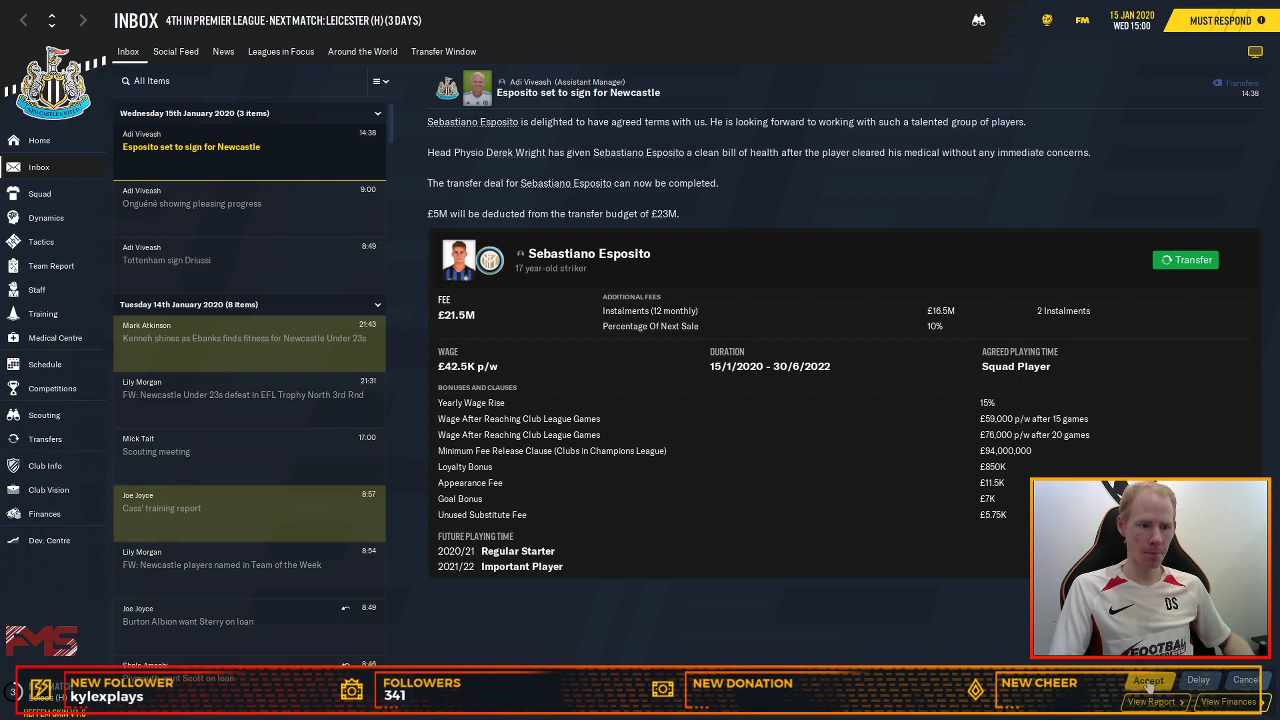 INBOX
4TH IN PREMIER LEAGUE - NEXT MATCH: LEICESTER (H) (3 DAYS)
FM
15 JAN 2020
WED 15:00
MUST RESPOND
Inbox Social Feed News Leagues in Focus Around the World Transfer Window
NEWCASTLE UNITED
Home
Inbox
Squad
Dynamics
Tactics
Team Report
Staff
Training
Medical Centre
Schedule
Competitions
Scouting
Transfers
Club Info
Club Vision
Finances
Dev. Centre
All Items
Wednesday 15th January 2020 (3 items)
Adi Viveash 14:38
Esposito set to sign for Newcastle
Adi Viveash 9:00
Onguéné showing pleasing progress
Adi Viveash 8:49
Tottenham sign Driussi
Tuesday 14th January 2020 (8 items)
Mark Atkinson 21:43
Kenneh shines as Ebanks finds fitness for Newcastle Under 23s
Lily Morgan 21:31
FW: Newcastle Under 23s defeat in EFL Trophy North 3rd Rnd
Mick Tait 17:00
Scouting meeting
Joe Joyce 8:57
Cass' training report
Lily Morgan 8:54
FW: Newcastle players named in Team of the Week
Joe Joyce 8:49
Burton Albion want Sterry on loan
Scott on loan
Adi Viveash (Assistant Manager)
Esposito set to sign for Newcastle
Transfers
14:38
Sebastiano Esposito is delighted to have agreed terms with us. He is looking forward to working with such a talented group of players.
Head Physio Derek Wright has given Sebastiano Esposito a clean bill of health after the player cleared his medical without any immediate concerns.
The transfer deal for Sebastiano Esposito can now be completed.
£5M will be deducted from the transfer budget of £23M.
Sebastiano Esposito
17 year-old striker
Transfer
FEE
£21.5M
ADDITIONAL FEES
Instalments (12 monthly) £16.5M 2 Instalments
Percentage Of Next Sale 10%
WAGE
£42.5K p/w
DURATION
15/1/2020 - 30/6/2022
AGREED PLAYING TIME
Squad Player
BONUSES AND CLAUSES
Yearly Wage Rise 15%
Wage After Reaching Club League Games £59,000 p/w after 15 games
Wage After Reaching Club League Games £76,000 p/w after 20 games
Minimum Fee Release Clause (Clubs in Champions League) £94,000,000
Loyalty Bonus £850K
Appearance Fee £11.5K
Goal Bonus £7K
Unused Substitute Fee £5.75K
FUTURE PLAYING TIME
2020/21 Regular Starter
2021/22 Important Player
DS
FOOTBALL
FMS
NEW FOLLOWER
kylexplays
FOLLOWERS
341
NEW DONATION
NEW CHEER
Accept Delay Cancel
View Report View Finances